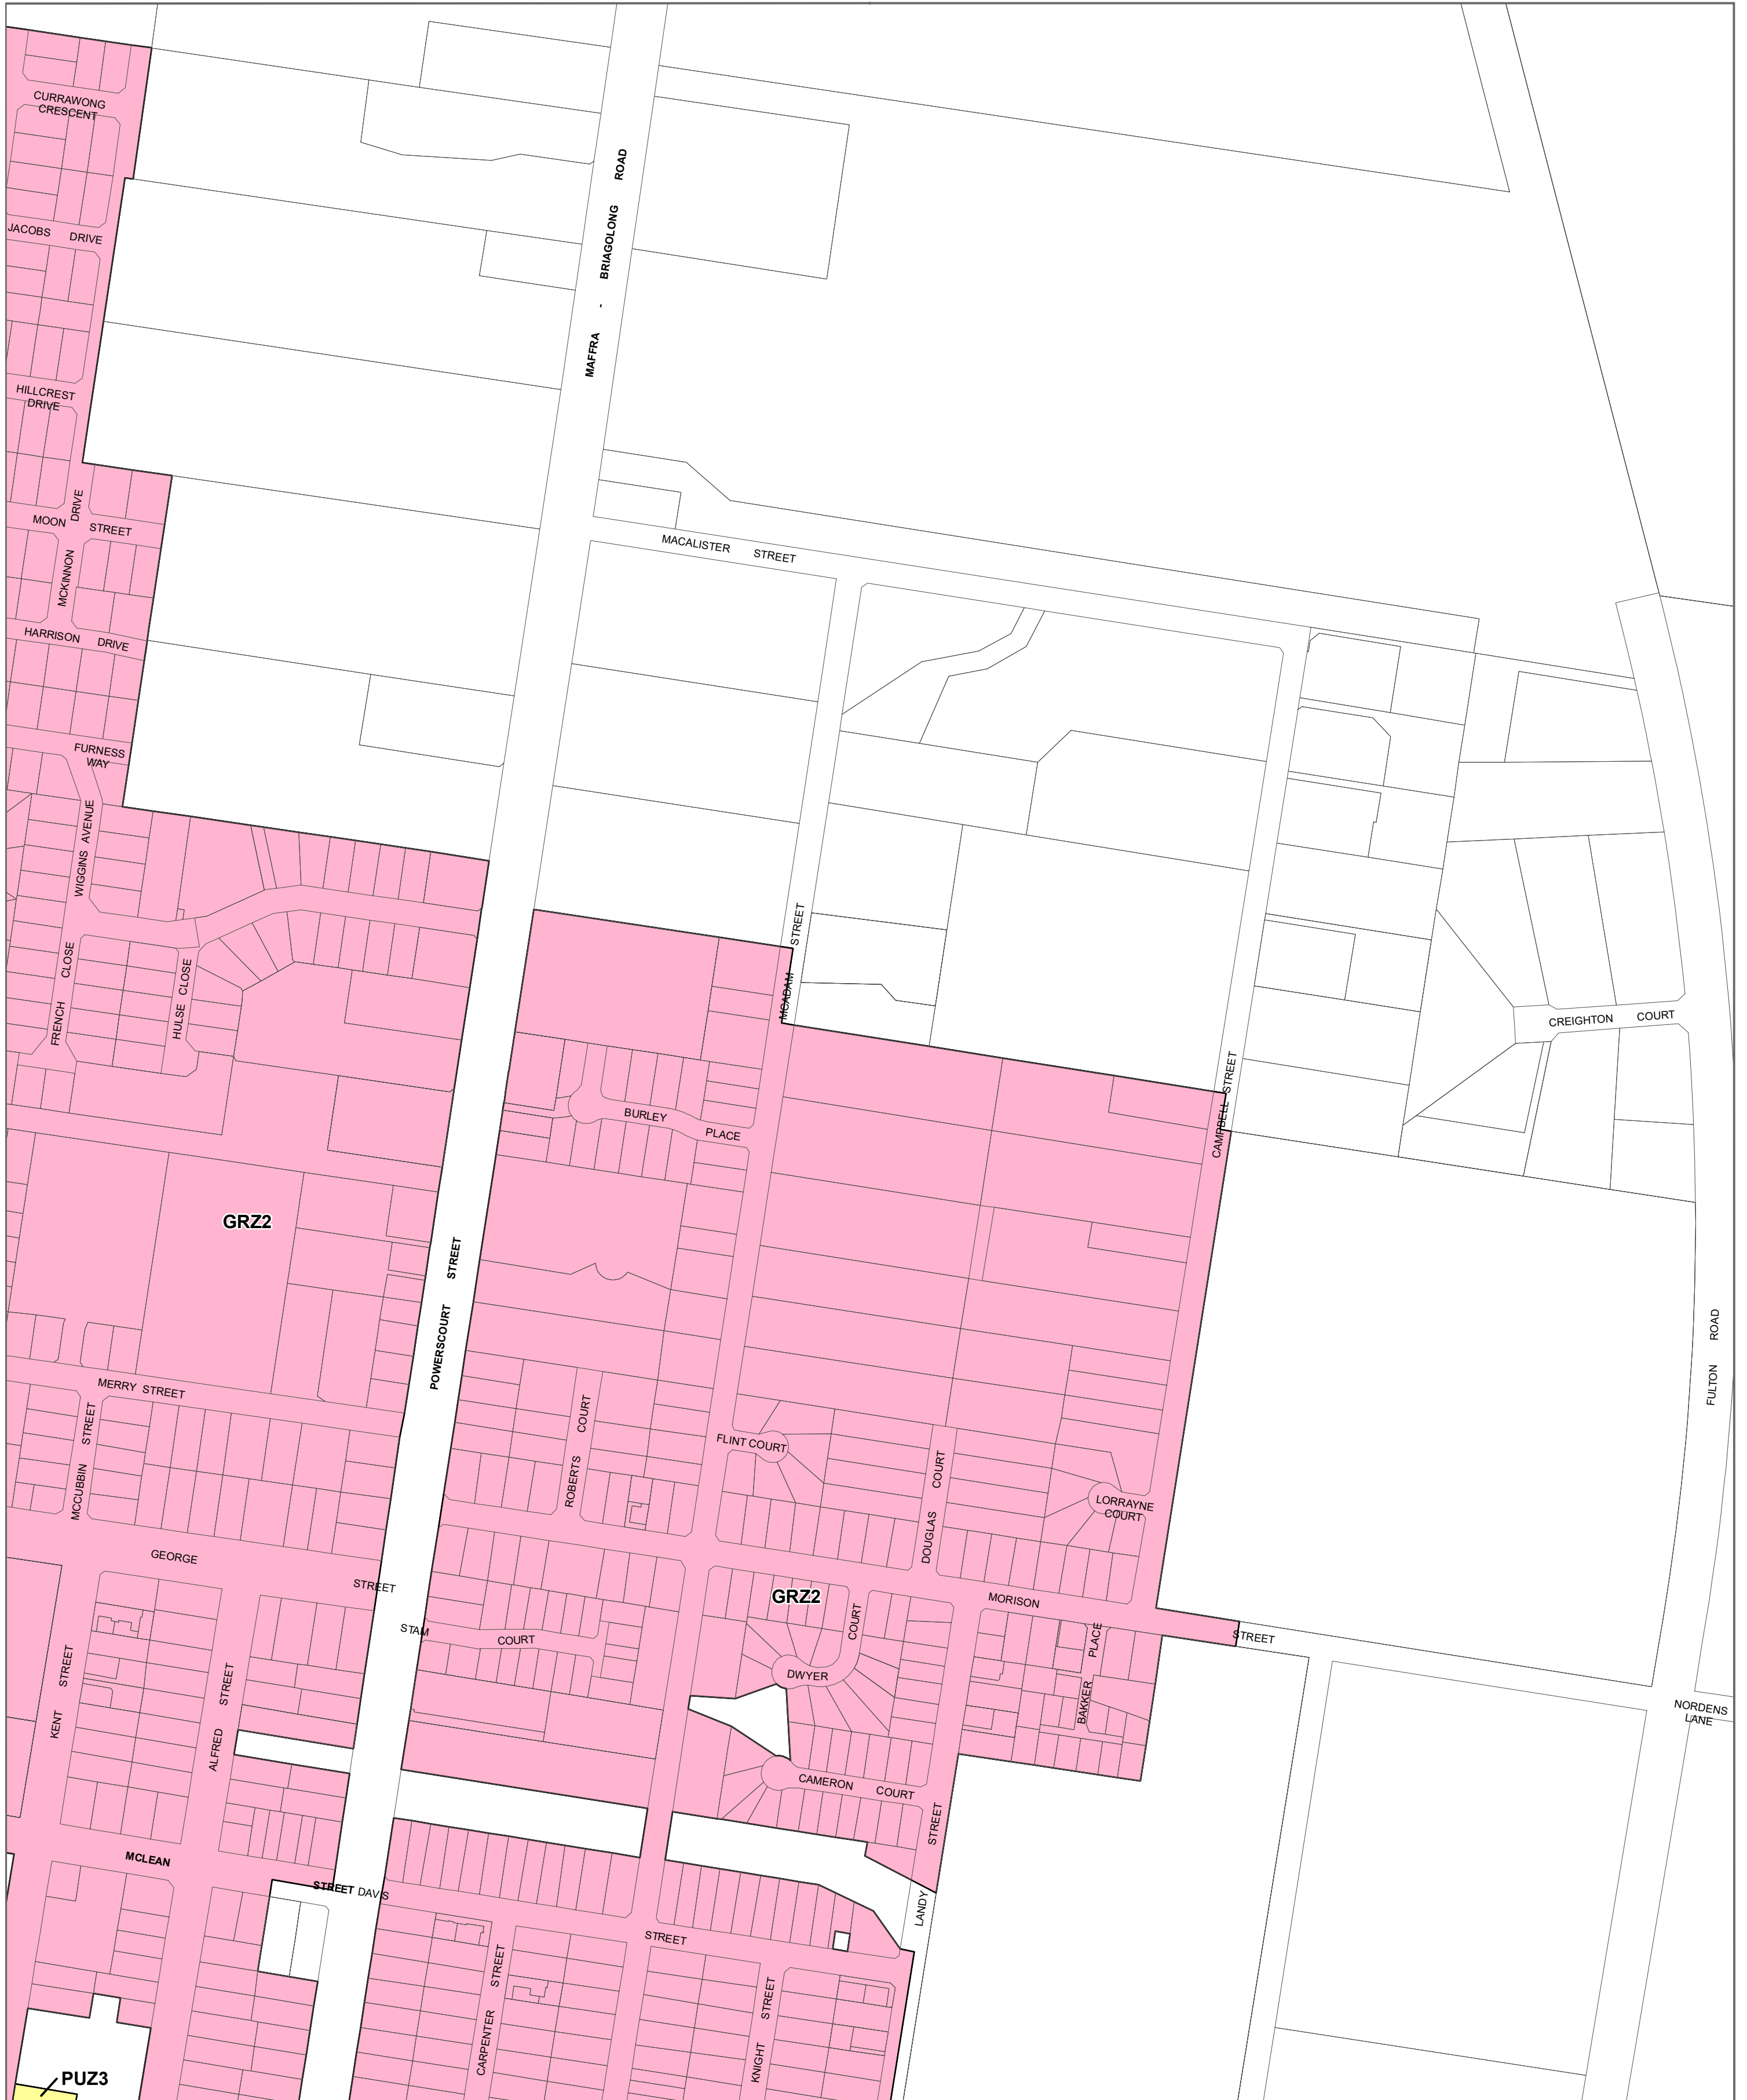 CURRAWONG
CRESCENT
JACOBS DRIVE
MAFFRA - BRIAGOLONG ROAD
HILLCREST
DRIVE
MOON STREET
MCKINNON DRIVE
MACALISTER STREET
HARRISON DRIVE
FURNESS
WAY
WIGGINS AVENUE
FRENCH CLOSE
HULSE CLOSE
MCADAM STREET
CREIGHTON COURT
CAMPBELL STREET
BURLEY PLACE
GRZ2
POWERSCOURT STREET
FULTON ROAD
MERRY STREET
MCCUBBIN STREET
ROBERTS COURT
FLINT COURT
DOUGLAS COURT
LORRAYNE
COURT
GEORGE STREET
GRZ2
MORISON STREET
STAM COURT
COURT
DWYER
BAKKER PLACE
KENT STREET
ALFRED STREET
NORDENS
LANE
CAMERON COURT
LANDY STREET
MCLEAN STREET
DAVIS STREET
CARPENTER STREET
KNIGHT STREET
PUZ3